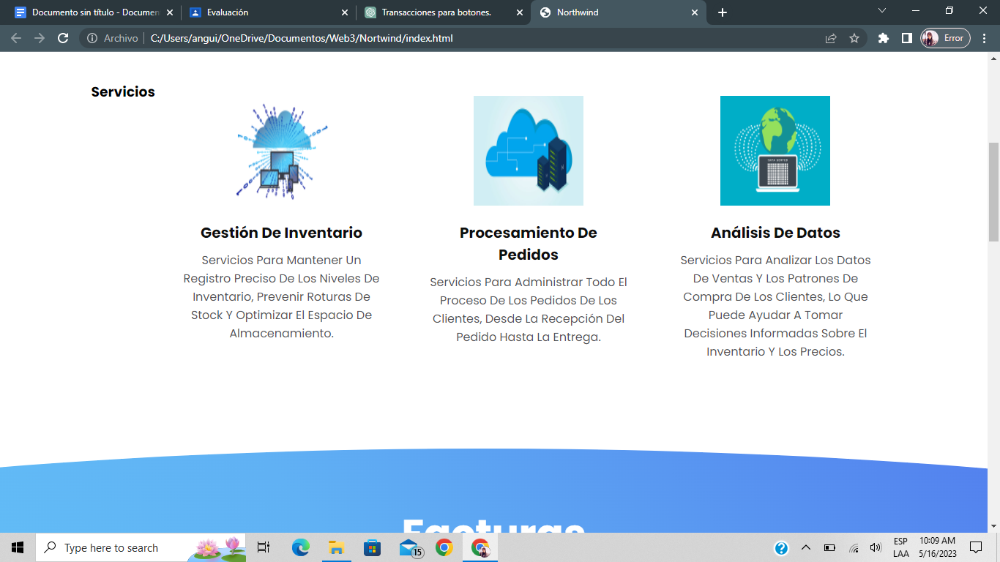 Documento sin título - Documen
Evaluación
Transacciones para botones.
Northwind
Archivo
C:/Users/angui/OneDrive/Documentos/Web3/Nortwind/index.html
Error
Servicios
DATA CENTER
Gestión De Inventario
Servicios Para Mantener Un
Registro Preciso De Los Niveles De
Inventario, Prevenir Roturas De
Stock Y Optimizar El Espacio De
Almacenamiento.
Procesamiento De
Pedidos
Servicios Para Administrar Todo El
Proceso De Los Pedidos De Los
Clientes, Desde La Recepción Del
Pedido Hasta La Entrega.
Análisis De Datos
Servicios Para Analizar Los Datos
De Ventas Y Los Patrones De
Compra De Los Clientes, Lo Que
Puede Ayudar A Tomar
Decisiones Informadas Sobre El
Inventario Y Los Precios.
Facturas
Type here to search
15
ESP
LAA
10:09 AM
5/16/2023